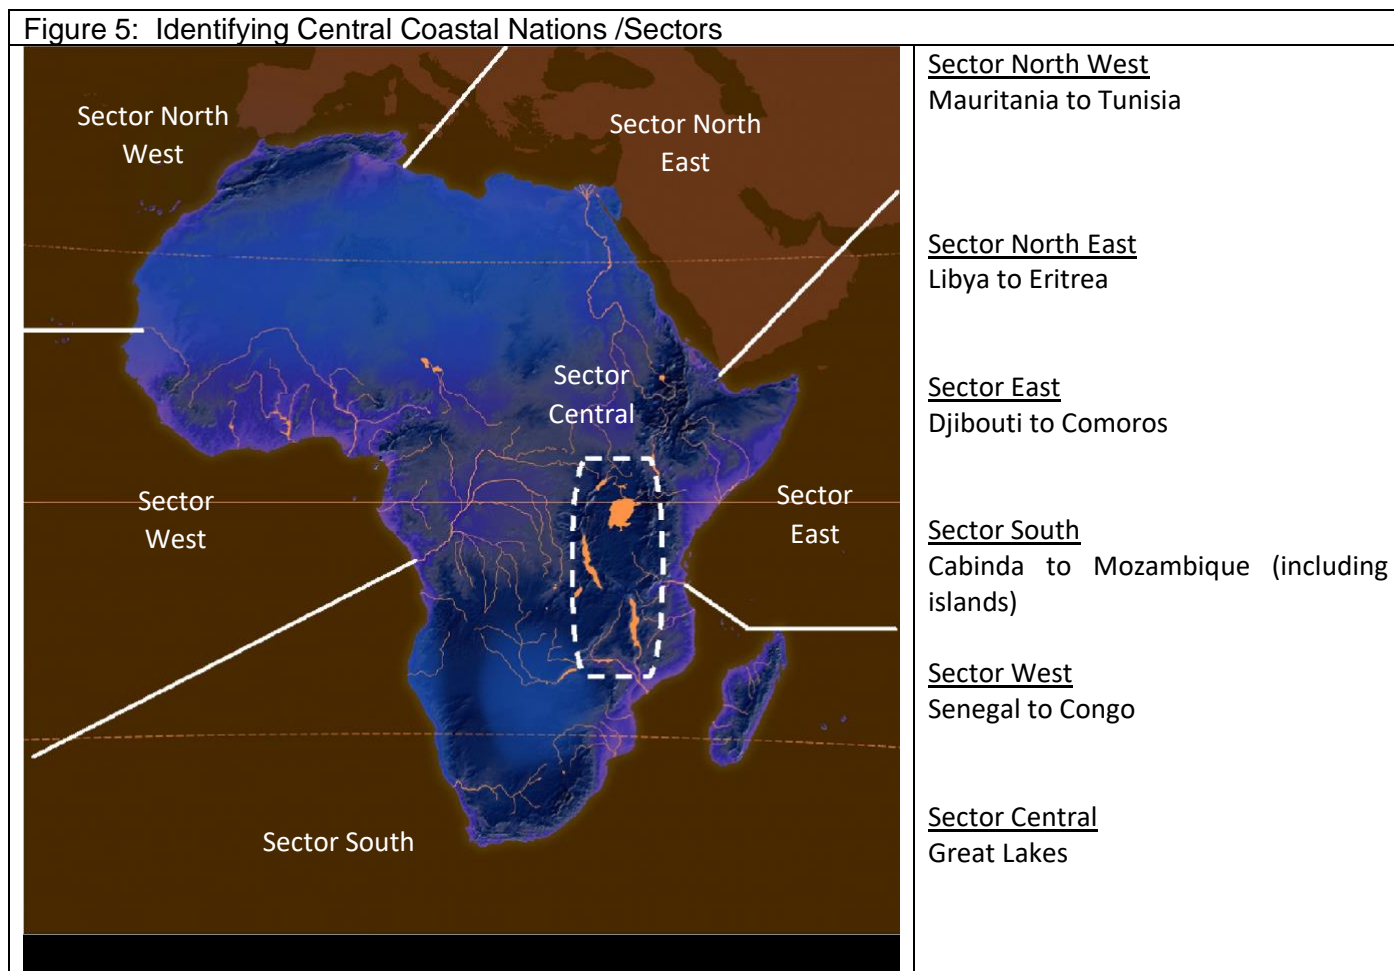 Figure 5:  Identifying Central Coastal Nations /Sectors
Sector North
West
Sector North
East
Sector
Central
Sector
West
Sector
East
Sector South
Sector North West
Mauritania to Tunisia
Sector North East
Libya to Eritrea
Sector East
Djibouti to Comoros
Sector South
Cabinda to Mozambique (including
islands)
Sector West
Senegal to Congo
Sector Central
Great Lakes